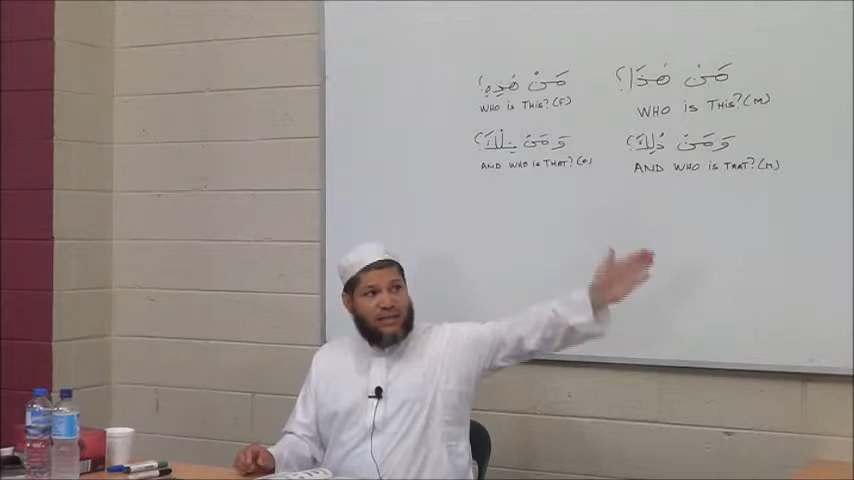 مَنْ هَذَا؟
WHO is THIS? (M)
مَنْ هَذِهِ؟
WHO is THIS? (F)
وَ مَنْ ذَلِكَ؟
AND WHO is THAT? (M)
وَ مَنْ تِلْكَ؟
AND WHO is THAT? (F)